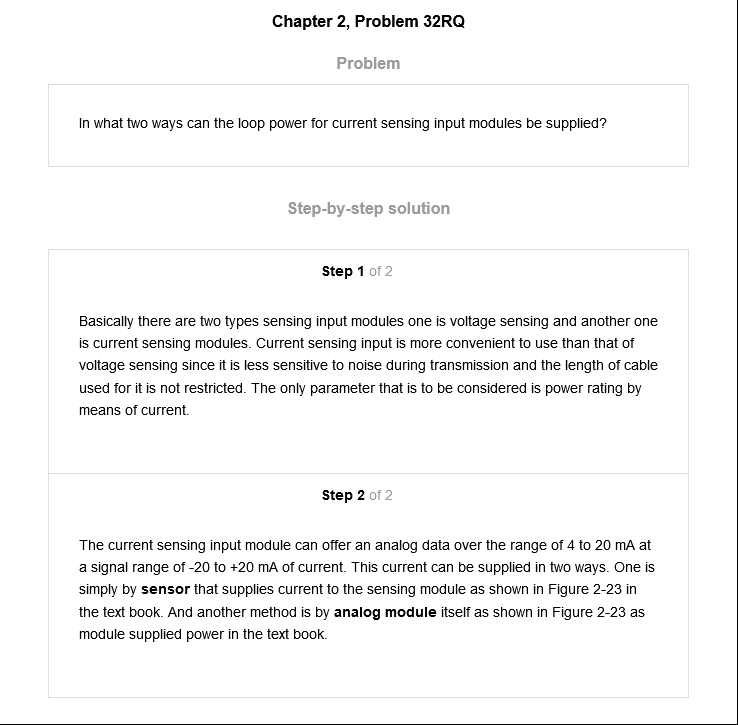 Chapter 2, Problem 32RQ
Problem
In what two ways can the loop power for current sensing input modules be supplied?
Step-by-step solution
Step 1 of 2
Basically there are two types sensing input modules one is voltage sensing and another one
is current sensing modules. Current sensing input is more convenient to use than that of
voltage sensing since it is less sensitive to noise during transmission and the length of cable
used for it is not restricted. The only parameter that is to be considered is power rating by
means of current.
Step 2 of 2
The current sensing input module can offer an analog data over the range of 4 to 20 mA at
a signal range of -20 to +20 mA of current. This current can be supplied in two ways. One is
simply by sensor that supplies current to the sensing module as shown in Figure 2-23 in
the text book. And another method is by analog module itself as shown in Figure 2-23 as
module supplied power in the text book.